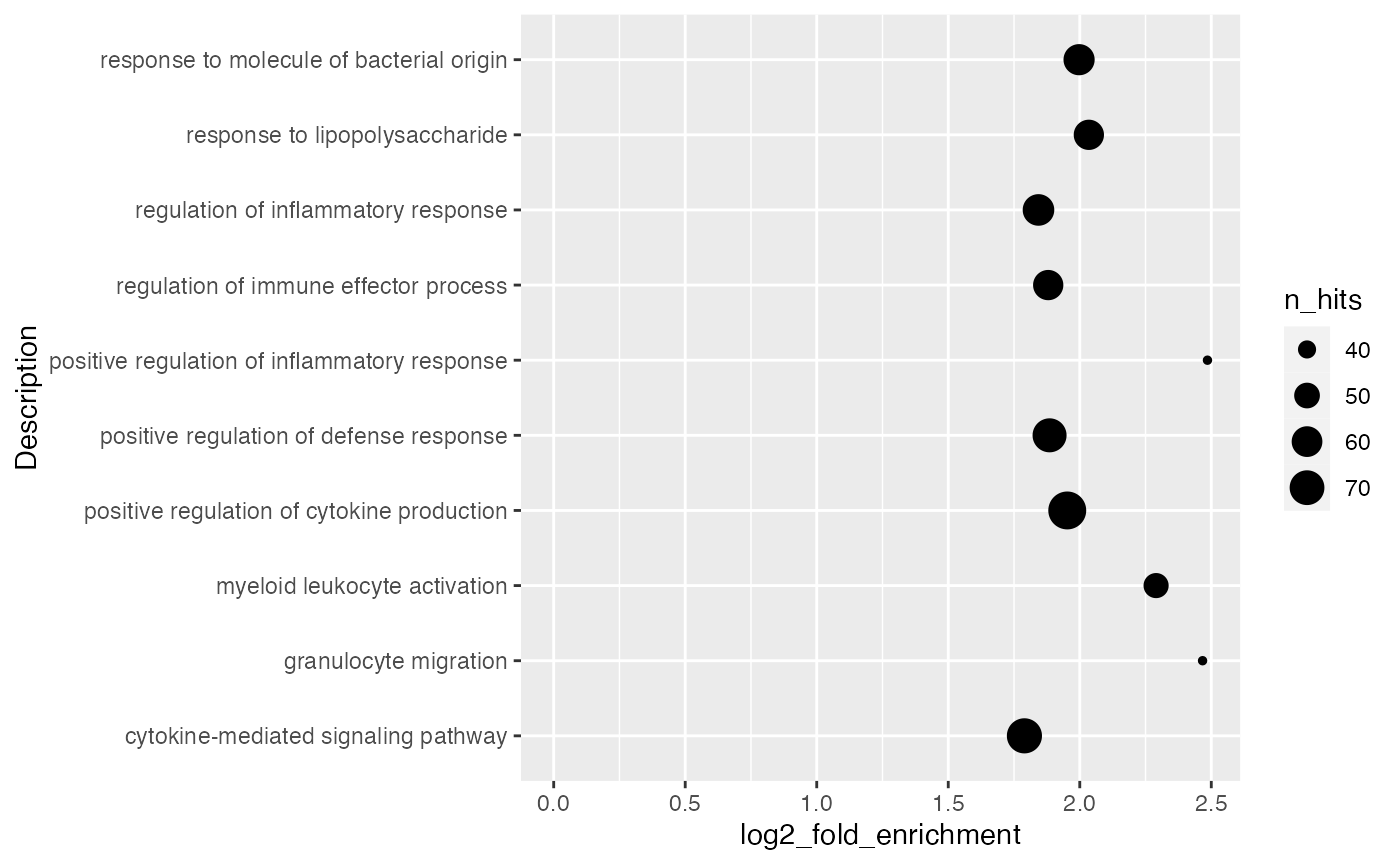 response to molecule of bacterial origin
response to lipopolysaccharide
regulation of inflammatory response
regulation of immune effector process
positive regulation of inflammatory response
positive regulation of defense response
positive regulation of cytokine production
myeloid leukocyte activation
granulocyte migration
cytokine-mediated signaling pathway
Description
0.0 0.5 1.0 1.5 2.0 2.5
log2_fold_enrichment
n_hits
40
50
60
70